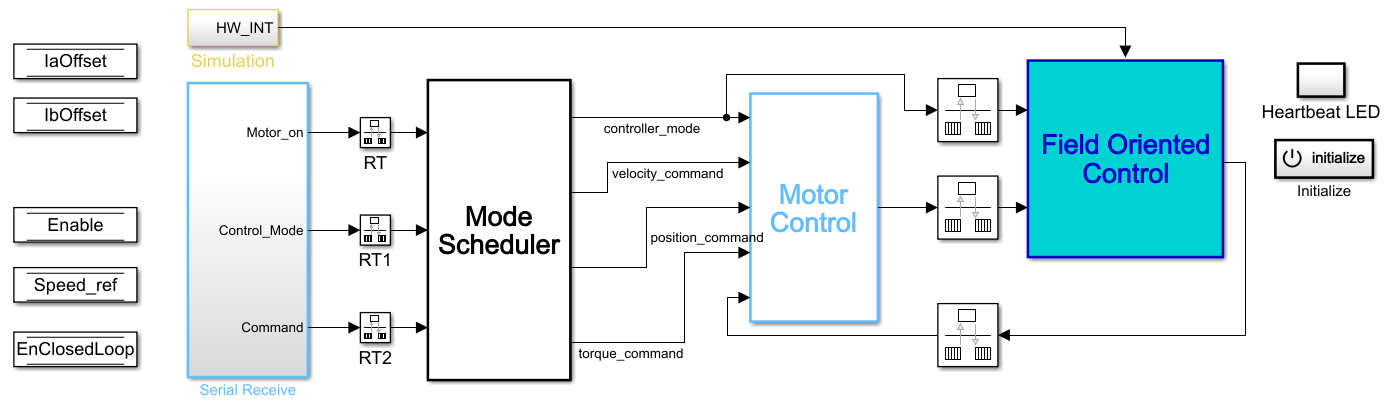 HW_INT
Simulation
IaOffset
IbOffset
Enable
Speed_ref
EnClosedLoop
Motor_on
Control_Mode
Command
Serial Receive
RT
RT1
RT2
Mode
Scheduler
controller_mode
velocity_command
position_command
torque_command
Motor
Control
Field Oriented
Control
Heartbeat LED
initialize
Initialize